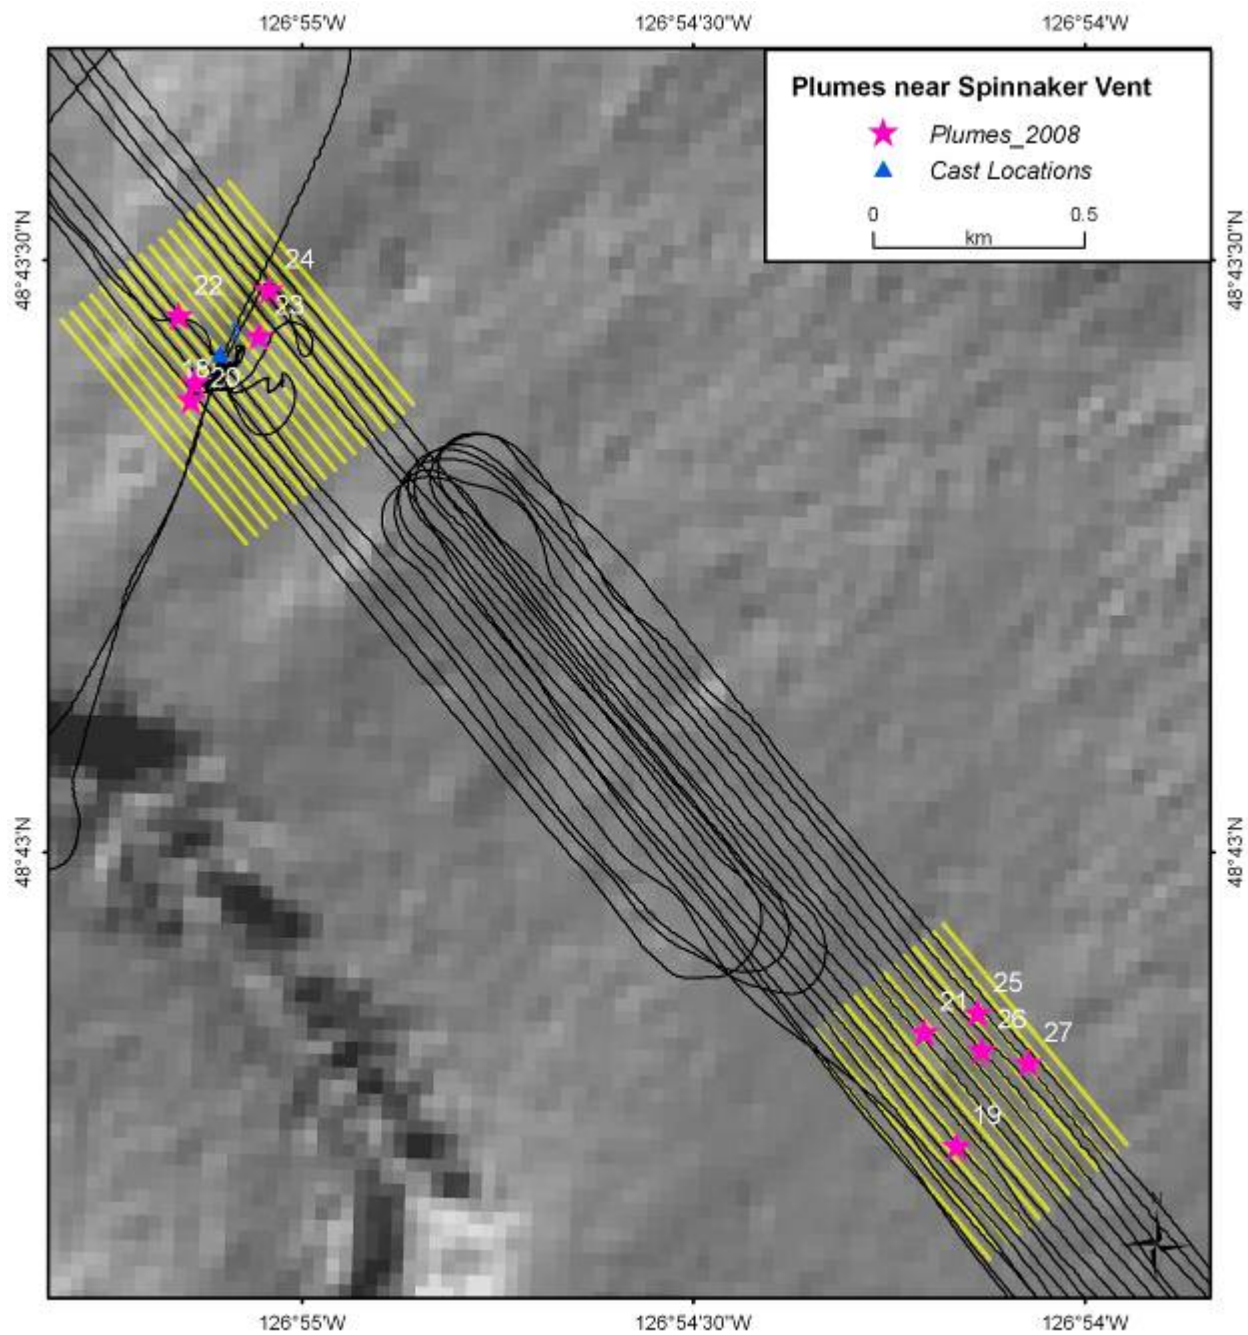 126°55'W 126°54'30"W 126°54'W
Plumes near Spinnaker Vent
Plumes_2008
Cast Locations
0 0.5
km
48°43'30"N 48°43'30"N
24
22
23
18
20
48°43'N 48°43'N
25
21
26
27
19
126°55'W 126°54'30"W 126°54'W